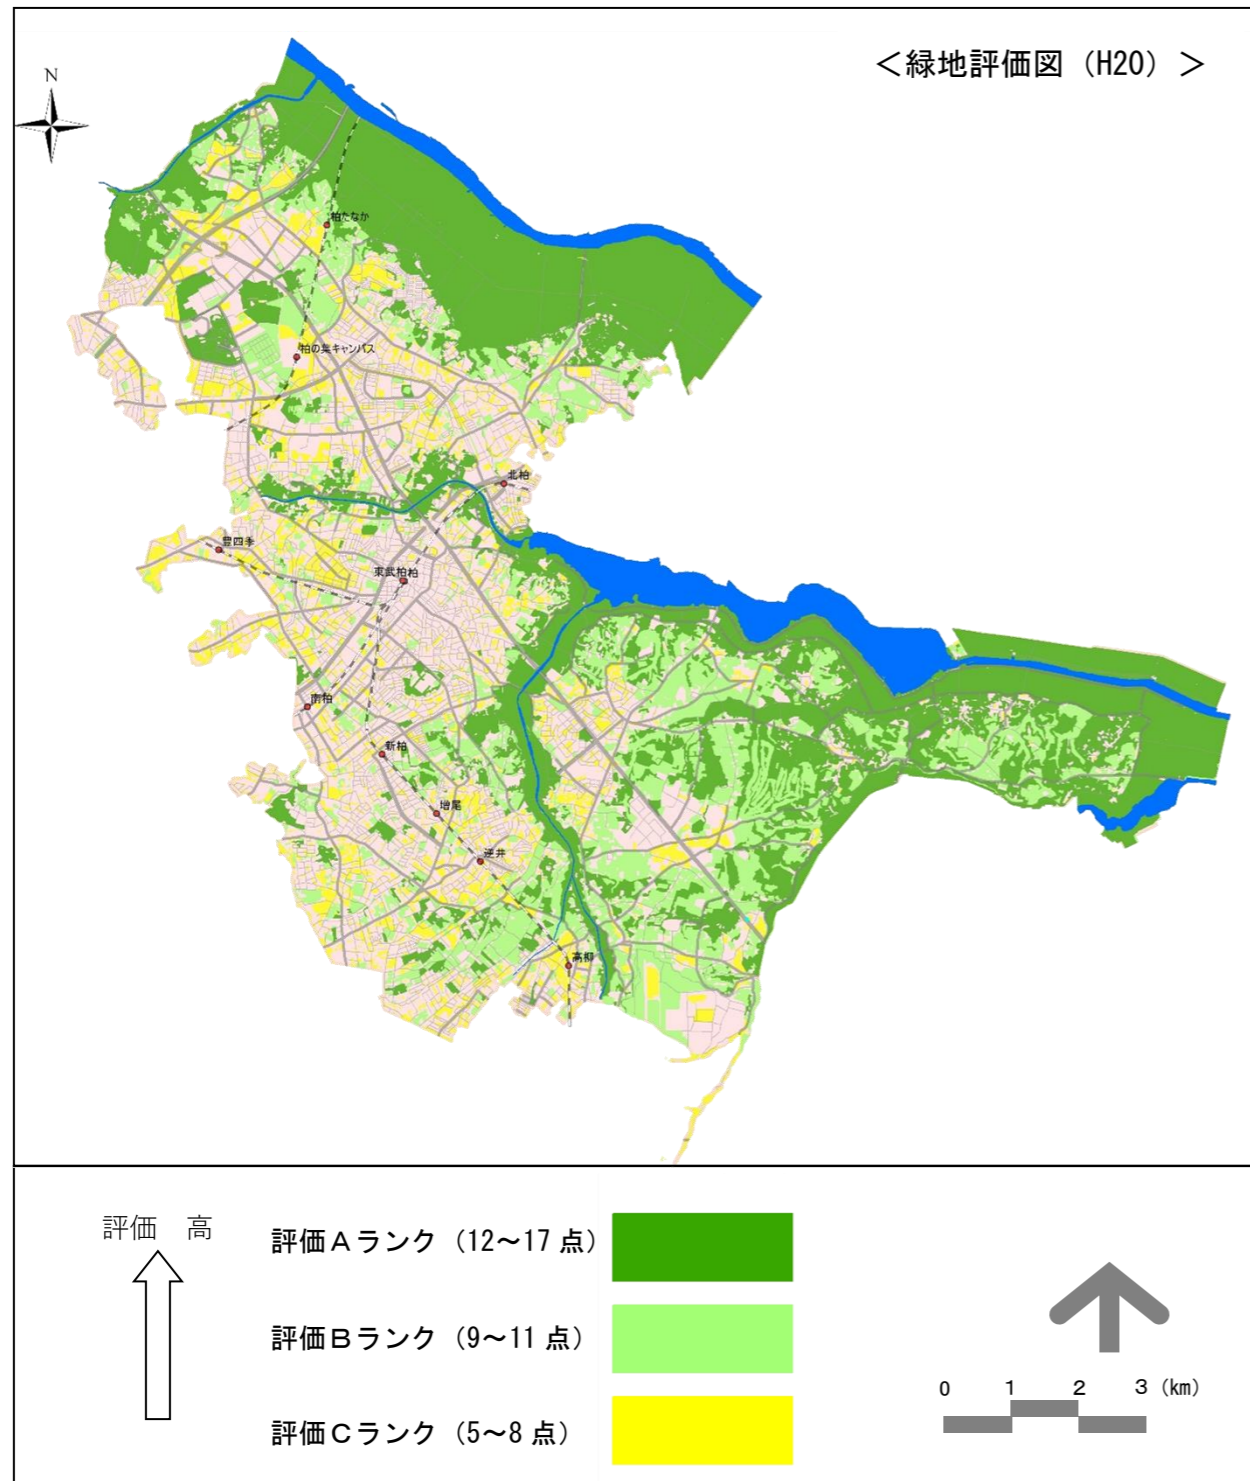 ＜緑地評価図（H20）＞
N
柏たなか
柏の葉キャンパス
北柏
豊四季
東武柏柏
南柏
新柏
増尾
逆井
高柳
評価　高
評価Ａランク（12～17 点）
評価Ｂランク（9～11 点）
評価Ｃランク（5～8 点）
0 1 2 3 (km)